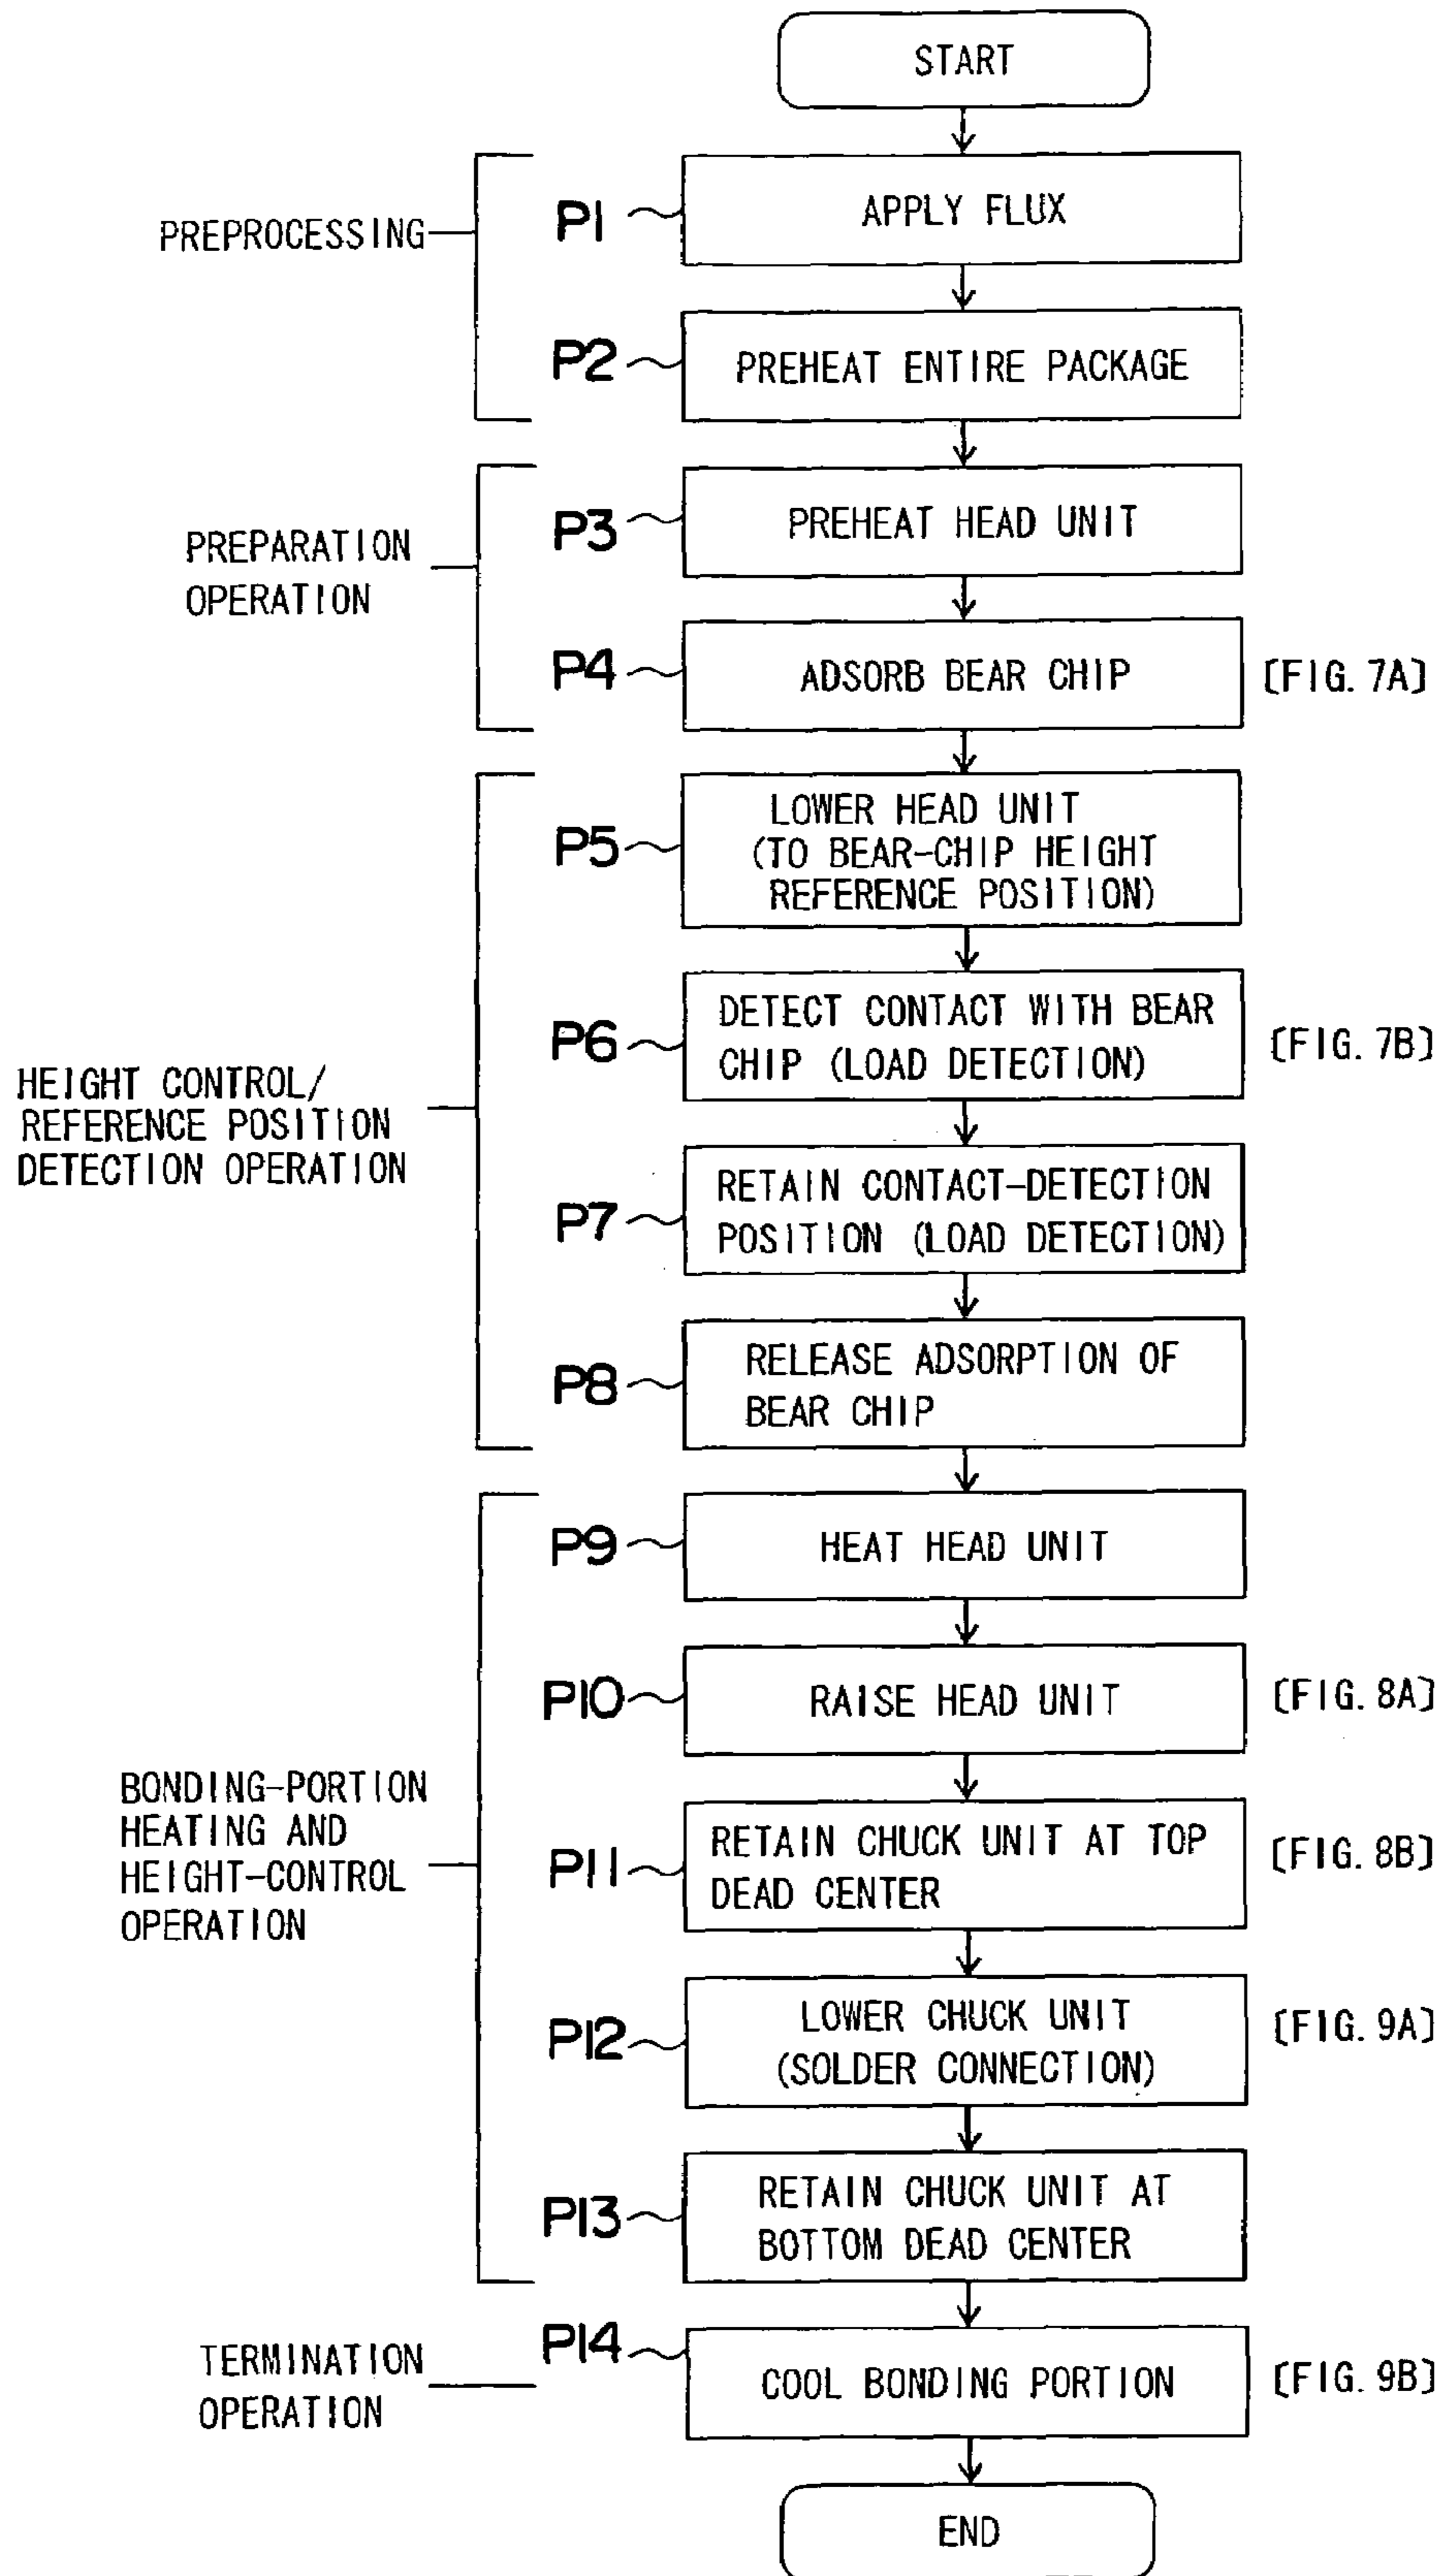 START
PREPROCESSING
P1
APPLY FLUX
P2
PREHEAT ENTIRE PACKAGE
PREPARATION
OPERATION
P3
PREHEAT HEAD UNIT
P4
ADSORB BEAR CHIP
[FIG. 7A]
HEIGHT CONTROL/
REFERENCE POSITION
DETECTION OPERATION
P5
LOWER HEAD UNIT
(TO BEAR-CHIP HEIGHT
REFERENCE POSITION)
P6
DETECT CONTACT WITH BEAR
CHIP (LOAD DETECTION)
[FIG. 7B]
P7
RETAIN CONTACT-DETECTION
POSITION (LOAD DETECTION)
P8
RELEASE ADSORPTION OF
BEAR CHIP
BONDING-PORTION
HEATING AND
HEIGHT-CONTROL
OPERATION
P9
HEAT HEAD UNIT
P10
RAISE HEAD UNIT
[FIG. 8A]
P11
RETAIN CHUCK UNIT AT TOP
DEAD CENTER
[FIG. 8B]
P12
LOWER CHUCK UNIT
(SOLDER CONNECTION)
[FIG. 9A]
P13
RETAIN CHUCK UNIT AT
BOTTOM DEAD CENTER
TERMINATION
OPERATION
P14
COOL BONDING PORTION
[FIG. 9B]
END